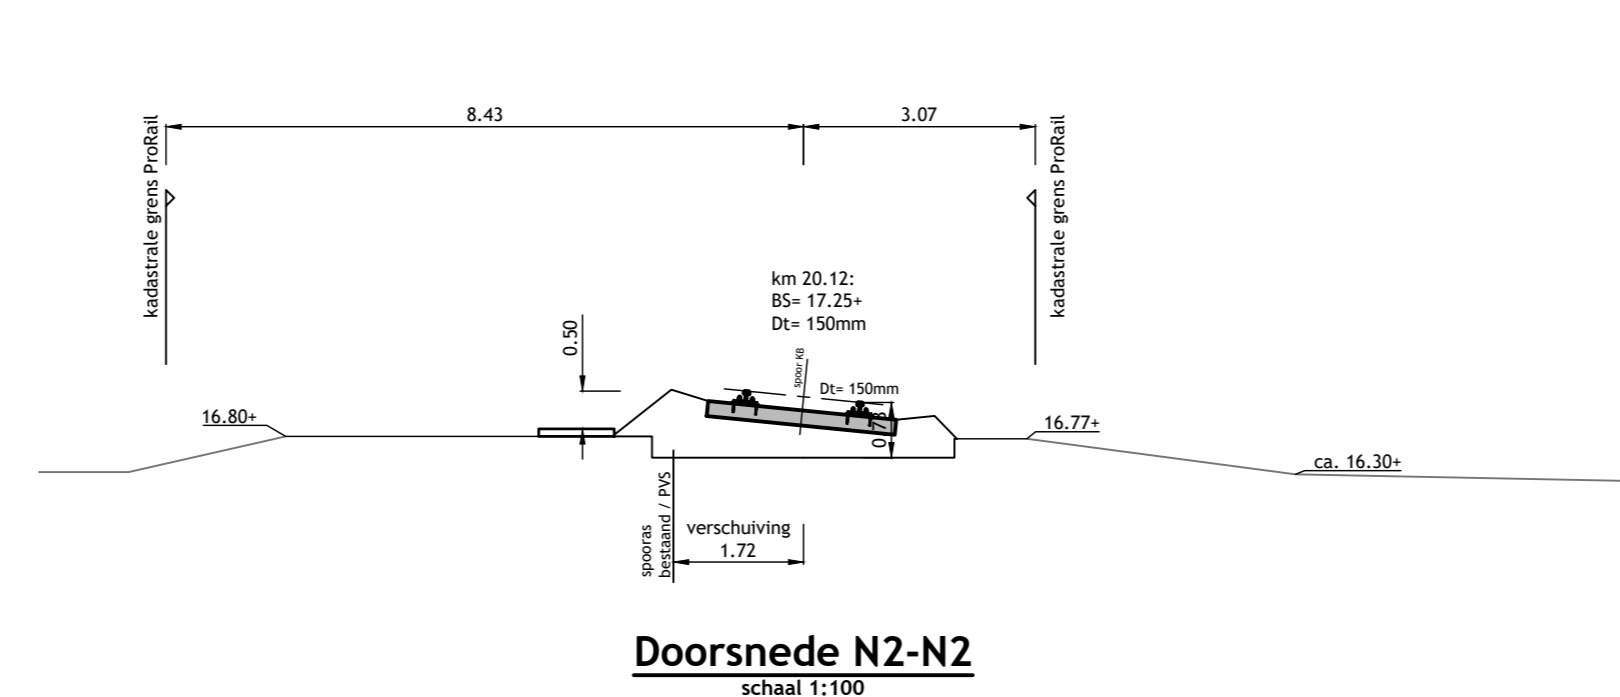 8.43
3.07
kadastrale grens ProRail
kadastrale grens ProRail
km 20.12:
BS= 17.25+
Dt= 150mm
0.50
spoor KB
Dt= 150mm
16.80+
0.73
16.77+
ca. 16.30+
spooras
bestaand / PVS
verschuiving
1.72
Doorsnede N2-N2
schaal 1:100